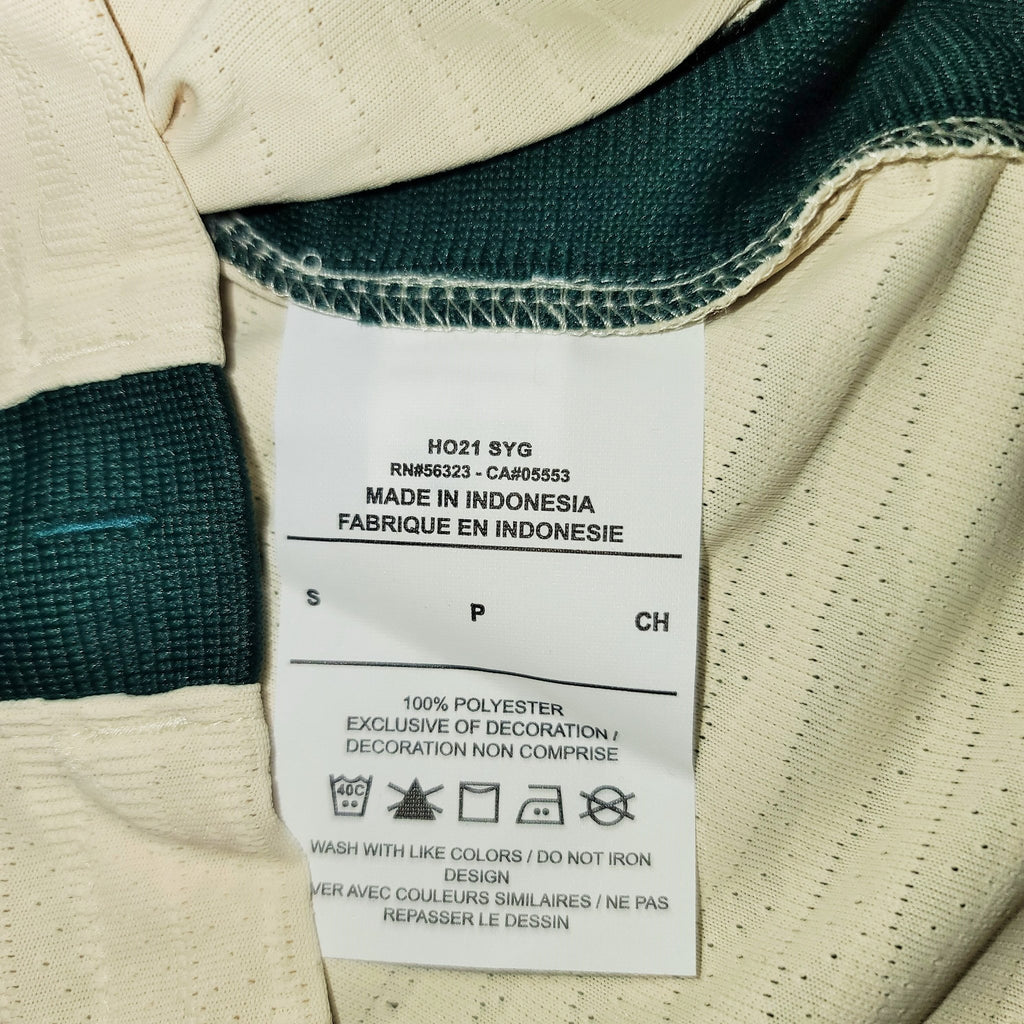 HO21 SYG
RN#56323 - CA#05553
MADE IN INDONESIA
FABRIQUE EN INDONESIE
S P CH
100% POLYESTER
EXCLUSIVE OF DECORATION /
DECORATION NON COMPRISE
40C
WASH WITH LIKE COLORS / DO NOT IRON
DESIGN
VER AVEC COULEURS SIMILAIRES / NE PAS
REPASSER LE DESSIN